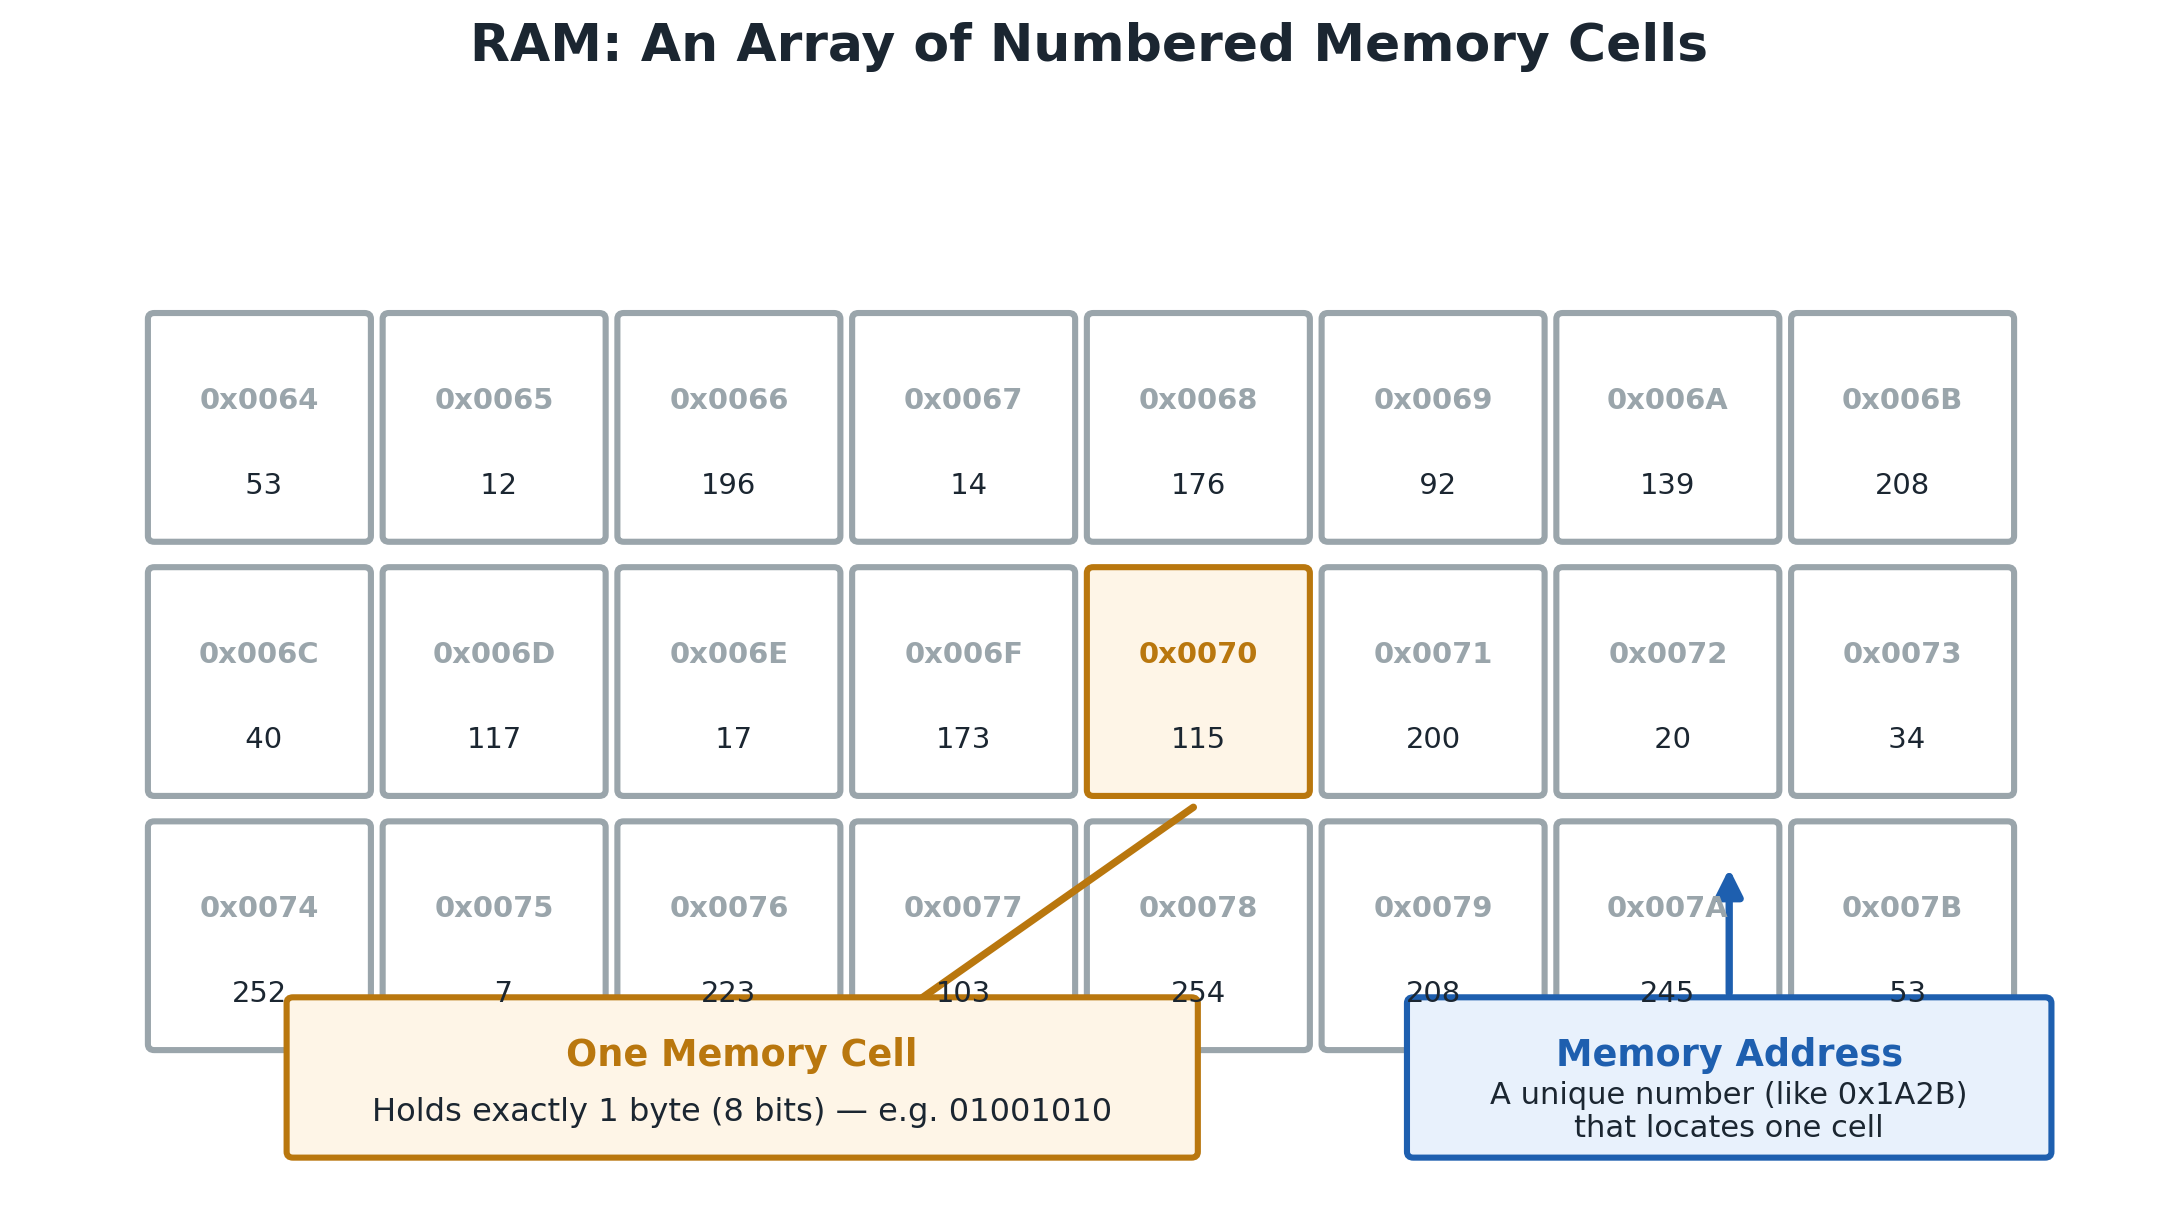 RAM: An Array of Numbered Memory Cells
0x0064 0x0065 0x0066 0x0067 0x0068 0x0069 0x006A 0x006B
53 12 196 14 176 92 139 208
0x006C 0x006D 0x006E 0x006F 0x0070 0x0071 0x0072 0x0073
40 117 17 173 115 200 20 34
0x0074 0x0075 0x0076 0x0077 0x0078 0x0079 0x007A 0x007B
252 7 223 103 254 208 245 53
One Memory Cell
Holds exactly 1 byte (8 bits) — e.g. 01001010
Memory Address
A unique number (like 0x1A2B)
that locates one cell